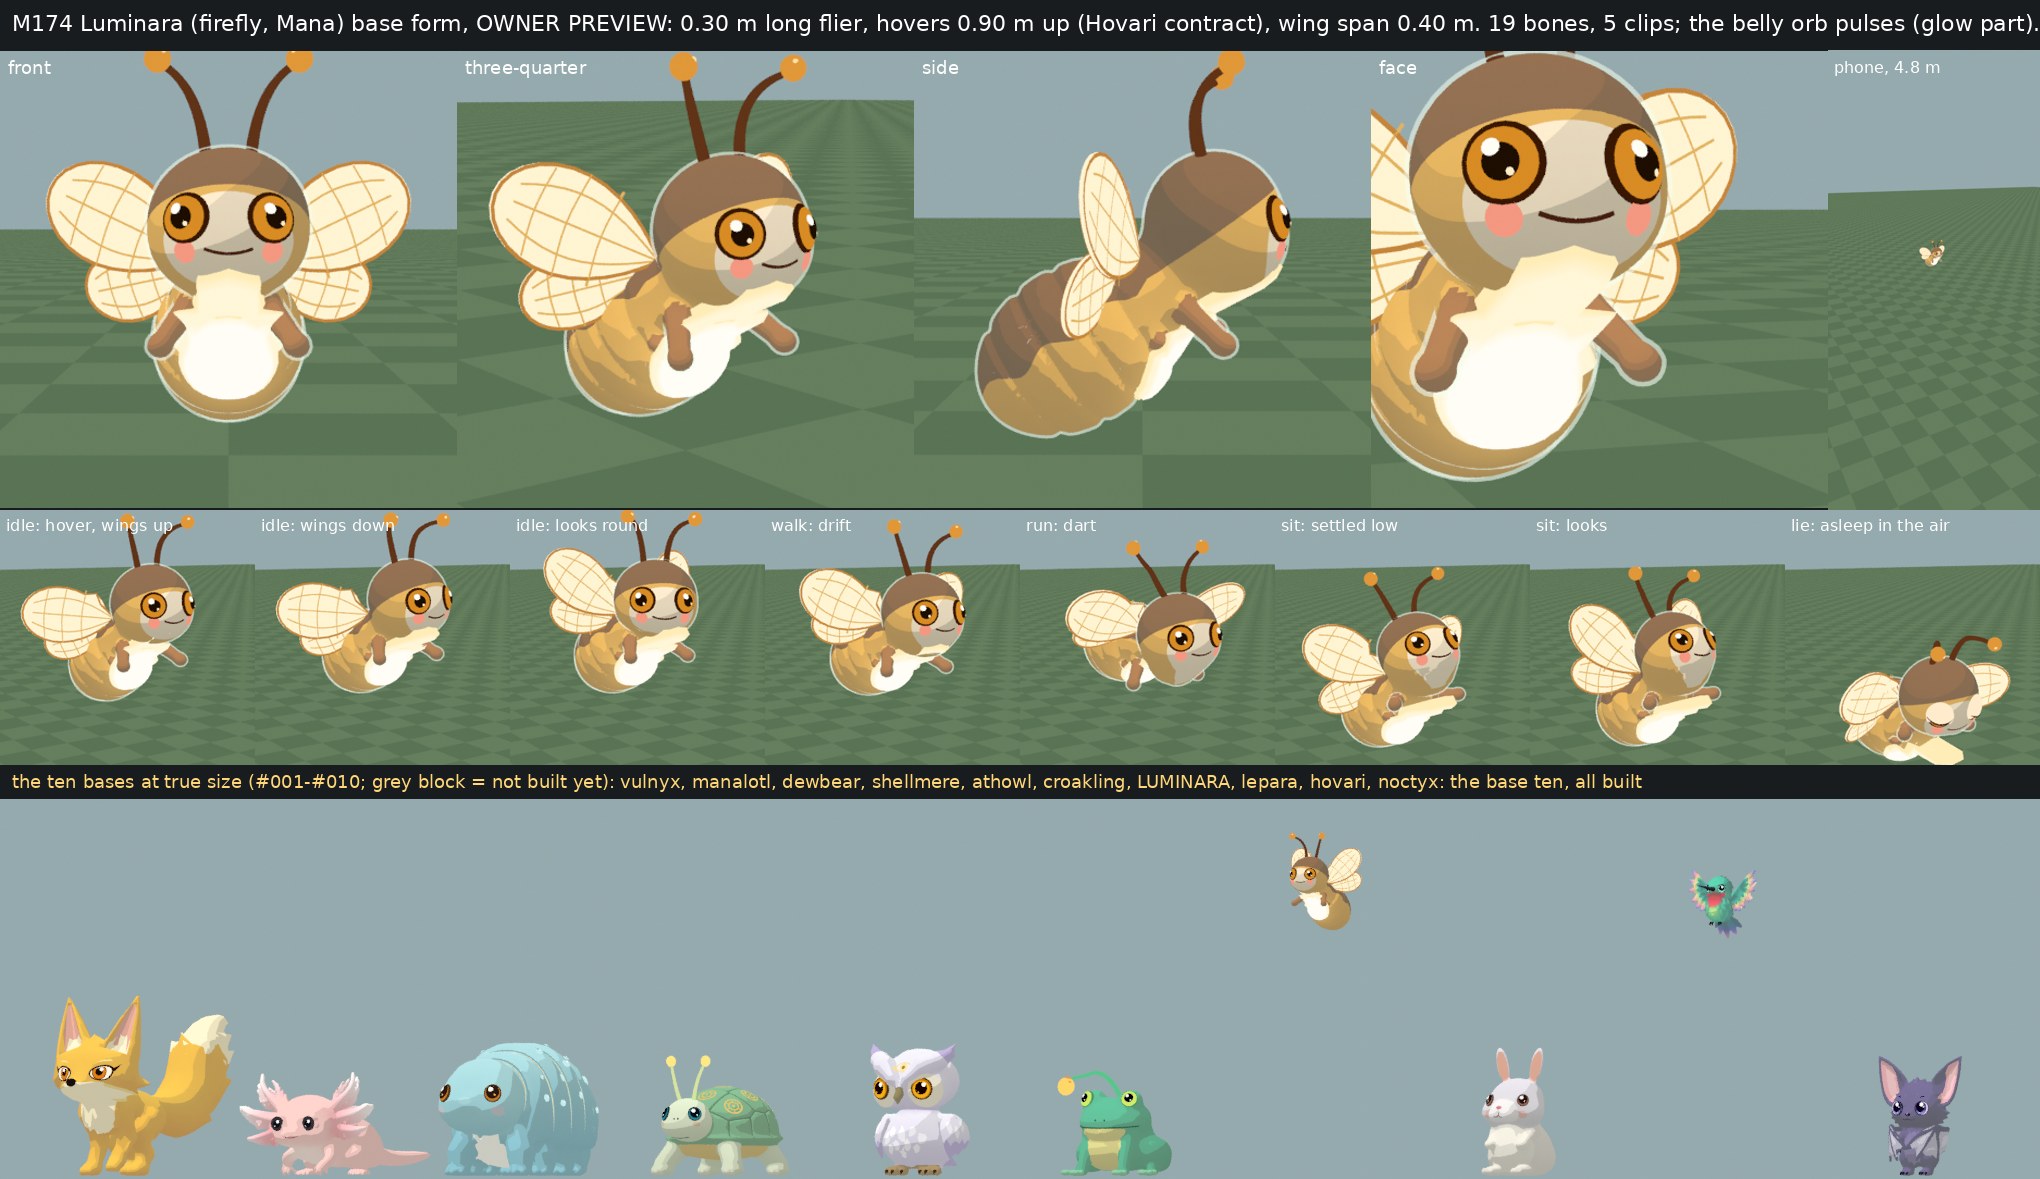 M174 Luminara (firefly, Mana) base form, OWNER PREVIEW: 0.30 m long flier, hovers 0.90 m up (Hovari contract), wing span 0.40 m. 19 bones, 5 clips; the belly orb pulses (glow part).
front
three-quarter
side
face
phone, 4.8 m
idle: hover, wings up
idle: wings down
idle: looks round
walk: drift
run: dart
sit: settled low
sit: looks
lie: asleep in the air
the ten bases at true size (#001-#010; grey block = not built yet): vulnyx, manalotl, dewbear, shellmere, athowl, croakling, LUMINARA, lepara, hovari, noctyx: the base ten, all built